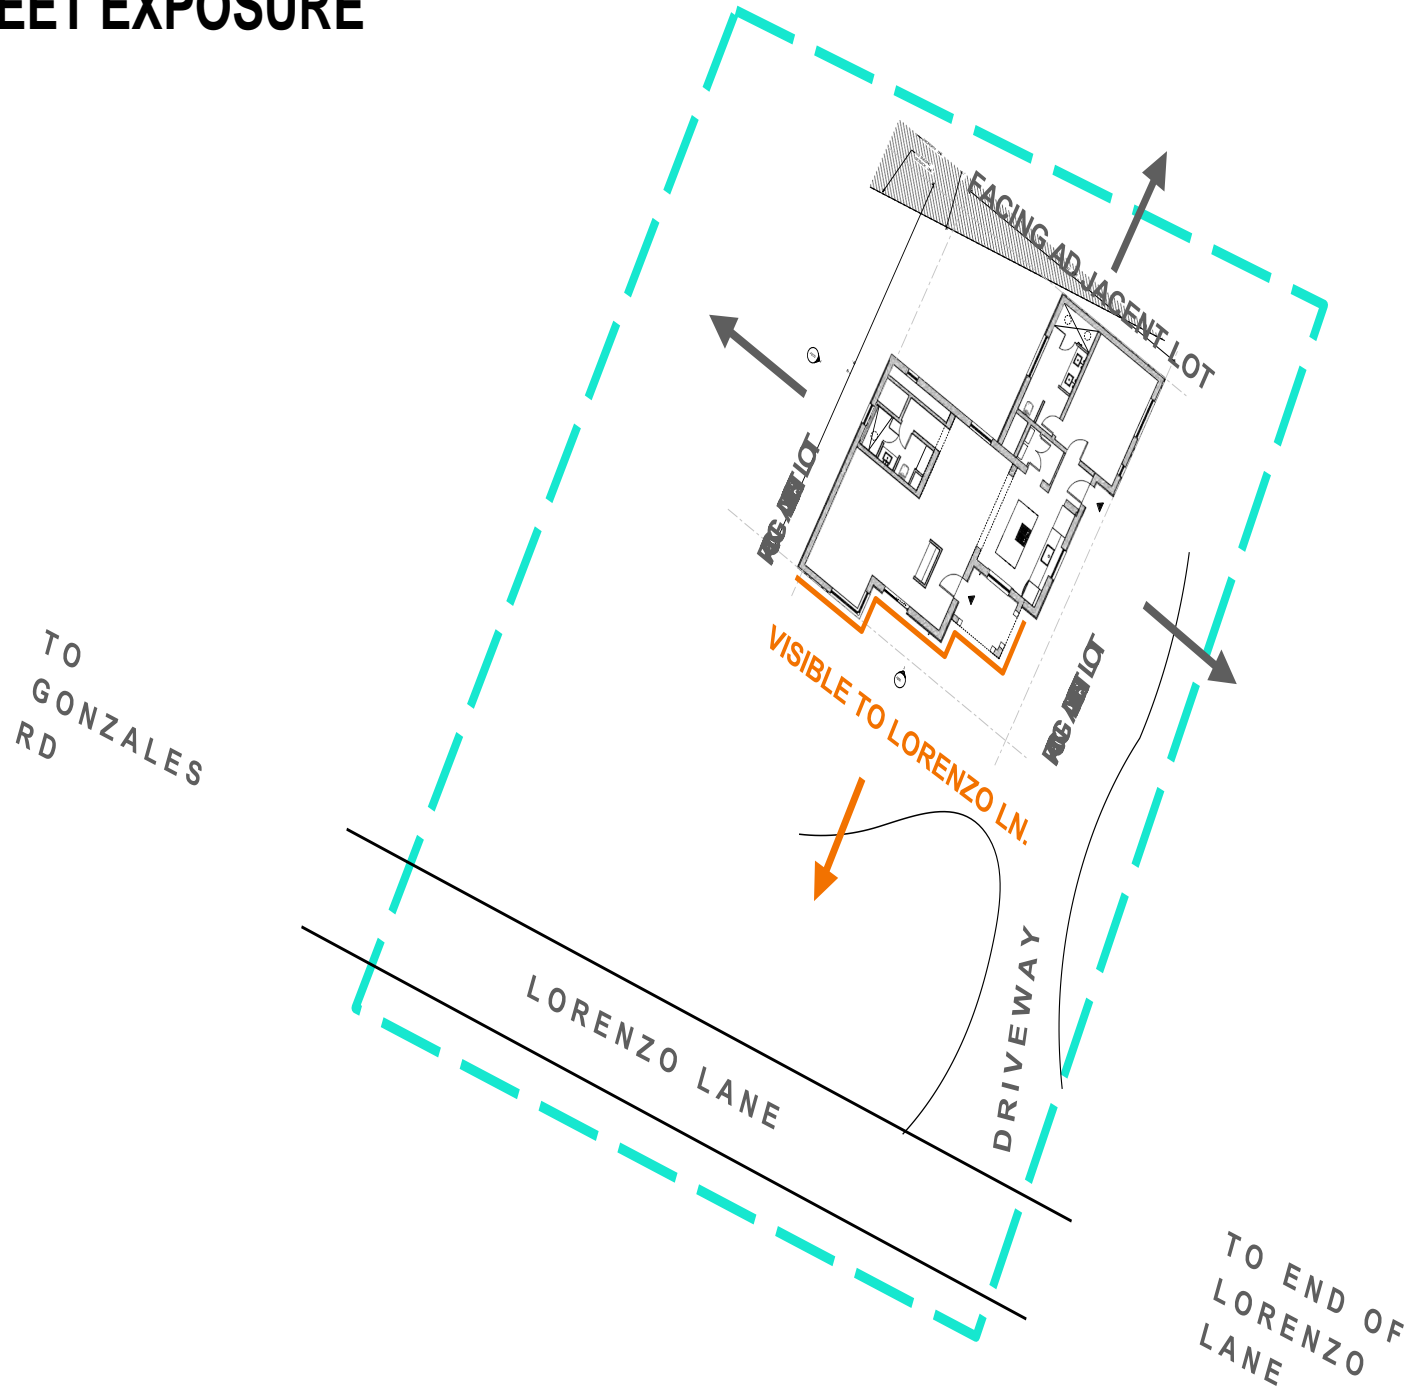 EET EXPOSURE
FACING ADJACENT LOT
VISIBLE TO LORENZO LN.
TO
GONZALES
RD
LORENZO LANE
DRIVEWAY
TO END OF
LORENZO
LANE